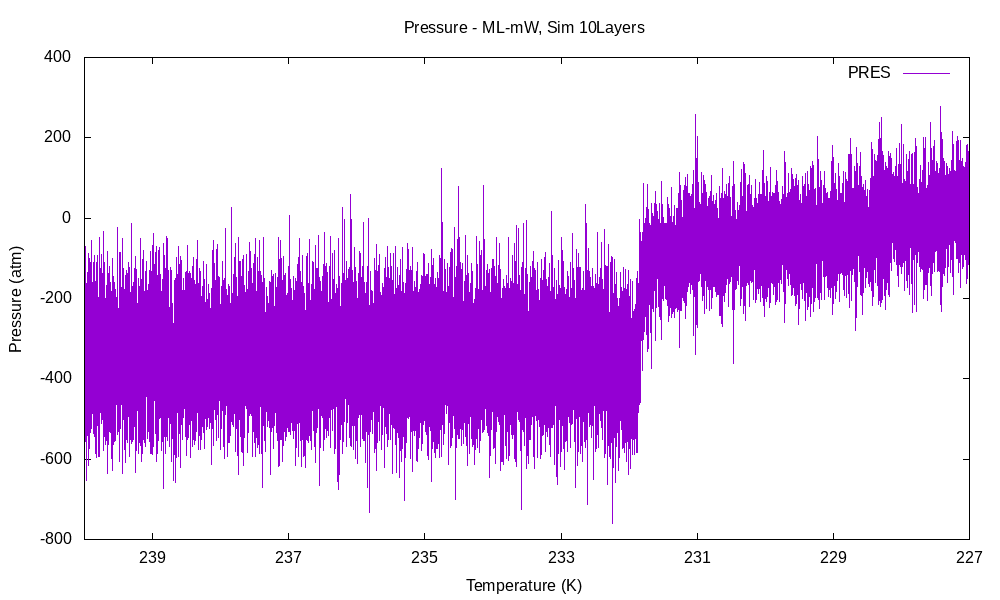 Pressure - ML-mW, Sim 10Layers
PRES
400
200
0
-200
-400
-600
-800
Pressure (atm)
239 237 235 233 231 229 227
Temperature (K)